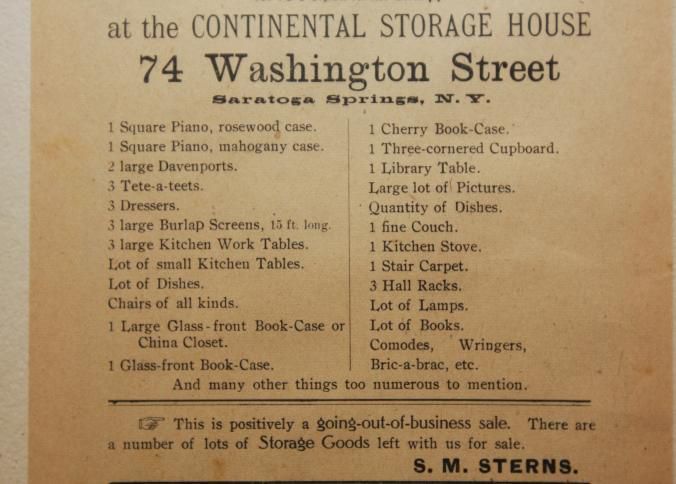 at the CONTINENTAL STORAGE HOUSE
74 Washington Street
Saratoga Springs, N. Y.
1 Square Piano, rosewood case.
1 Square Piano, mahogany case.
2 large Davenports.
3 Tete-a-teets.
3 Dressers.
3 large Burlap Screens, 15 ft. long.
3 large Kitchen Work Tables.
Lot of small Kitchen Tables.
Lot of Dishes.
Chairs of all kinds.
1 Large Glass-front Book-Case or
China Closet.
1 Glass-front Book-Case.
1 Cherry Book-Case.
1 Three-cornered Cupboard.
1 Library Table.
Large lot of Pictures.
Quantity of Dishes.
1 fine Couch.
1 Kitchen Stove.
1 Stair Carpet.
3 Hall Racks.
Lot of Lamps.
Lot of Books.
Comodes, Wringers,
Bric-a-brac, etc.
And many other things too numerous to mention.
☞ This is positively a going-out-of-business sale. There are
a number of lots of Storage Goods left with us for sale.
S. M. STERNS.